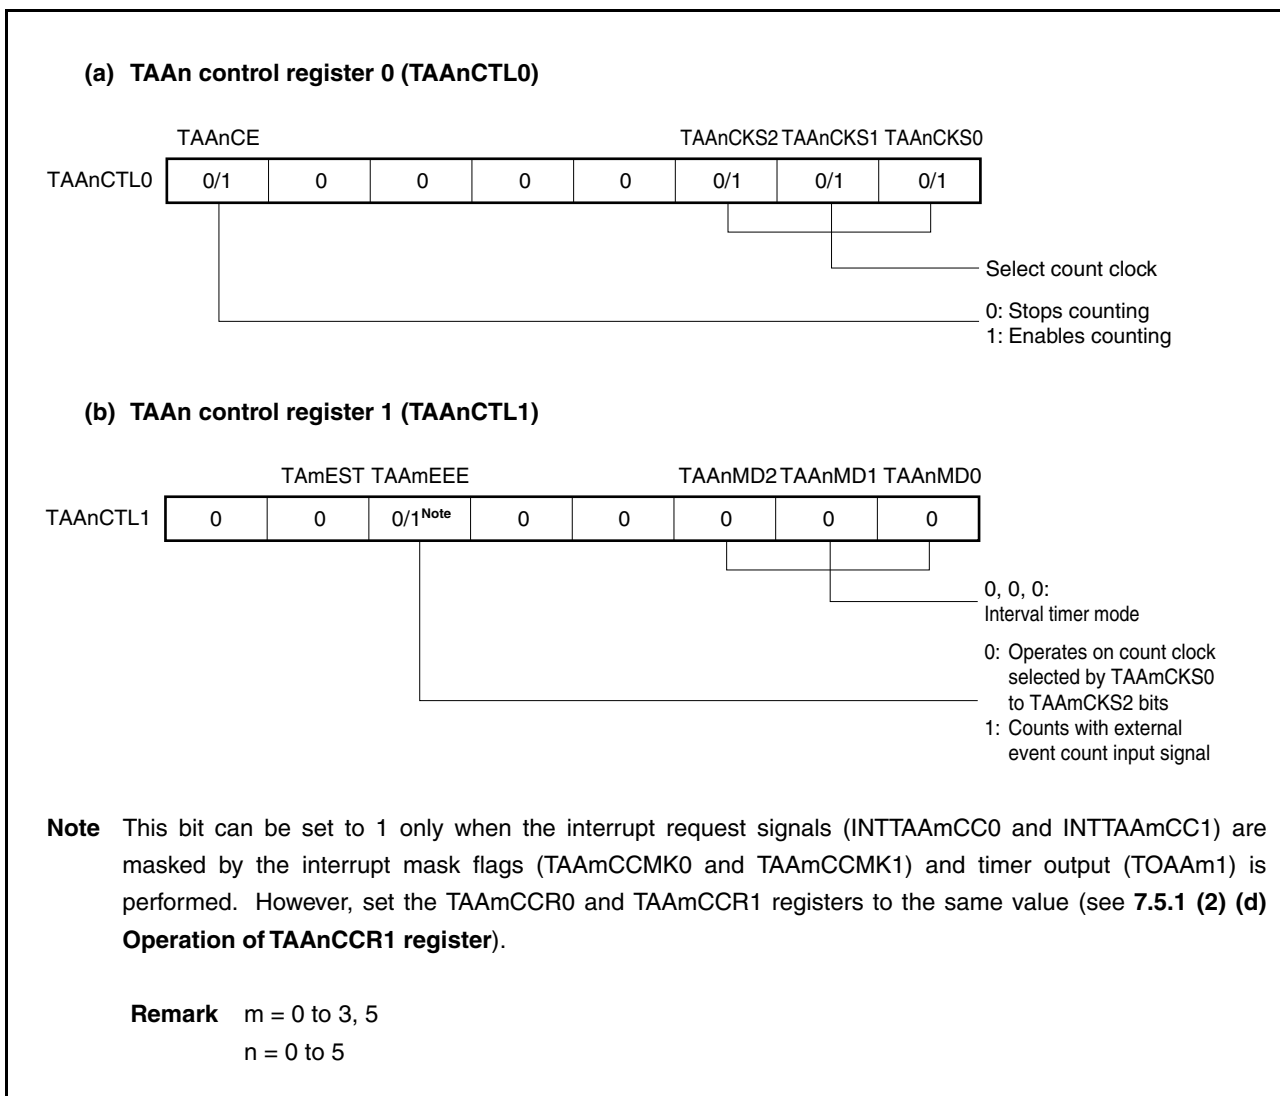 (a) TAAn control register 0 (TAAnCTL0)
TAAnCE TAAnCKS2 TAAnCKS1 TAAnCKS0
TAAnCTL0 0/1 0 0 0 0 0/1 0/1 0/1
Select count clock
0: Stops counting
1: Enables counting
(b) TAAn control register 1 (TAAnCTL1)
TAmEST TAAmEEE TAAnMD2 TAAnMD1 TAAnMD0
TAAnCTL1 0 0 0/1Note 0 0 0 0 0
0, 0, 0:
Interval timer mode
0: Operates on count clock
selected by TAAmCKS0
to TAAmCKS2 bits
1: Counts with external
event count input signal
Note This bit can be set to 1 only when the interrupt request signals (INTTAAmCC0 and INTTAAmCC1) are
masked by the interrupt mask flags (TAAmCCMK0 and TAAmCCMK1) and timer output (TOAAm1) is
performed. However, set the TAAmCCR0 and TAAmCCR1 registers to the same value (see 7.5.1 (2) (d)
Operation of TAAnCCR1 register).
Remark m = 0 to 3, 5
n = 0 to 5